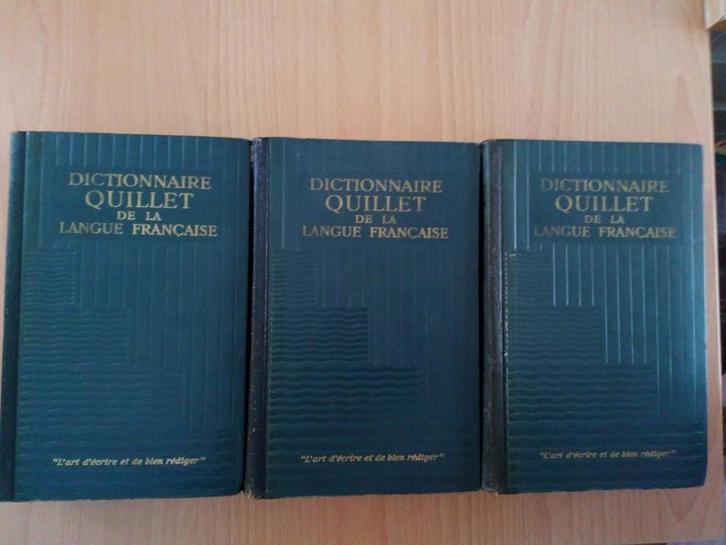 DICTIONNAIRE
QUILLET
DE LA
LANGUE FRANÇAISE
"L'art d'écrire et de bien rédiger"
DICTIONNAIRE
QUILLET
DE LA
LANGUE FRANÇAISE
"L'art d'écrire et de bien rédiger"
DICTIONNAIRE
QUILLET
DE LA
LANGUE FRANÇAISE
"L'art d'écrire et de bien rédiger"